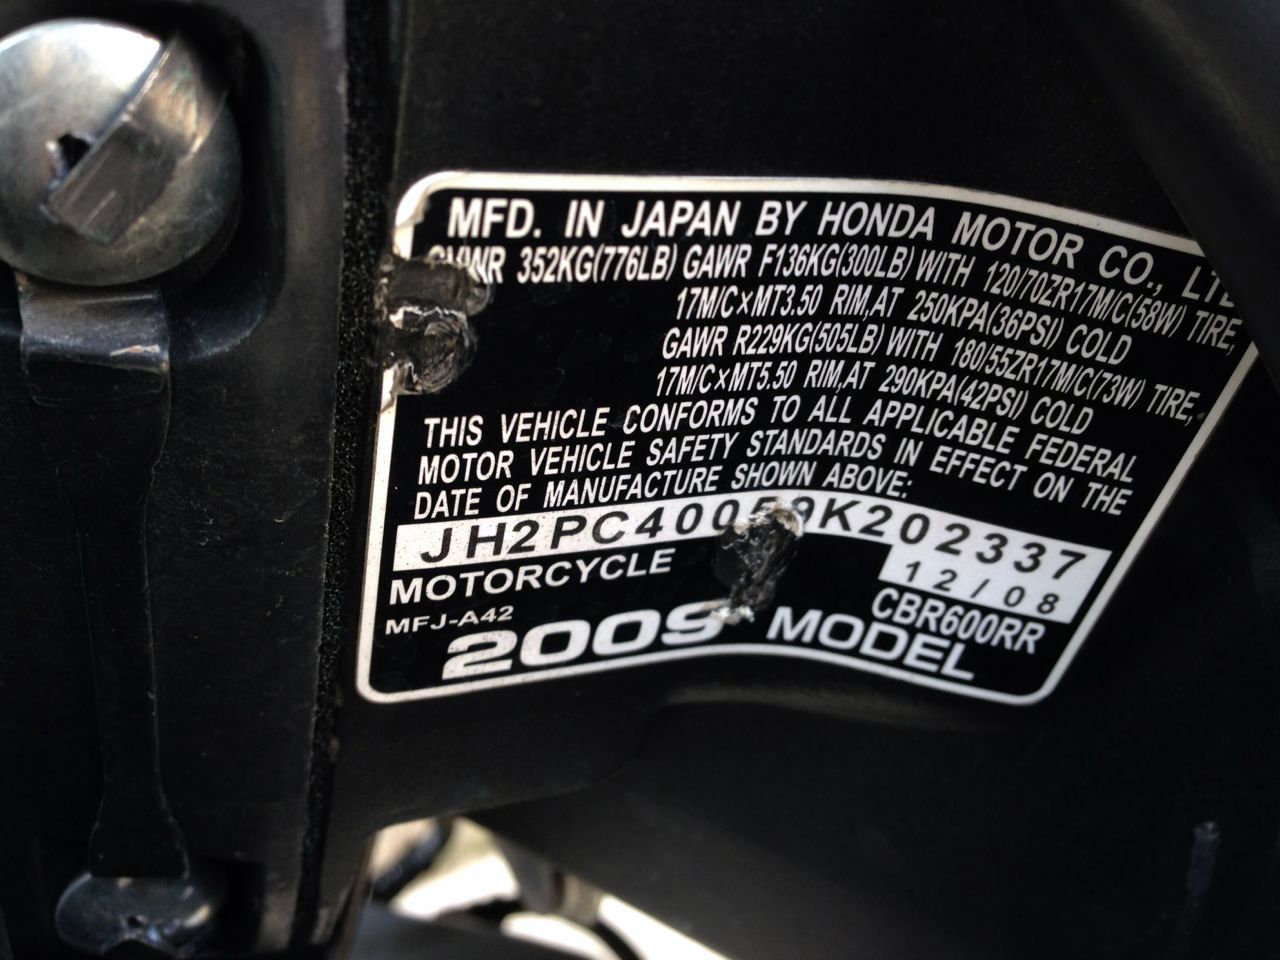 MFD. IN JAPAN BY HONDA MOTOR CO., LTD
GVWR 352KG(776LB) GAWR F136KG(300LB) WITH 120/70ZR17M/C(58W) TIRE,
17M/C×MT3.50 RIM,AT 250KPA(36PSI) COLD
GAWR R229KG(505LB) WITH 180/55ZR17M/C(73W) TIRE,
17M/C×MT5.50 RIM,AT 290KPA(42PSI) COLD
THIS VEHICLE CONFORMS TO ALL APPLICABLE FEDERAL
MOTOR VEHICLE SAFETY STANDARDS IN EFFECT ON THE
DATE OF MANUFACTURE SHOWN ABOVE:
JH2PC40059K202337
MOTORCYCLE 12/08
MFJ-A42 CBR600RR
2009 MODEL